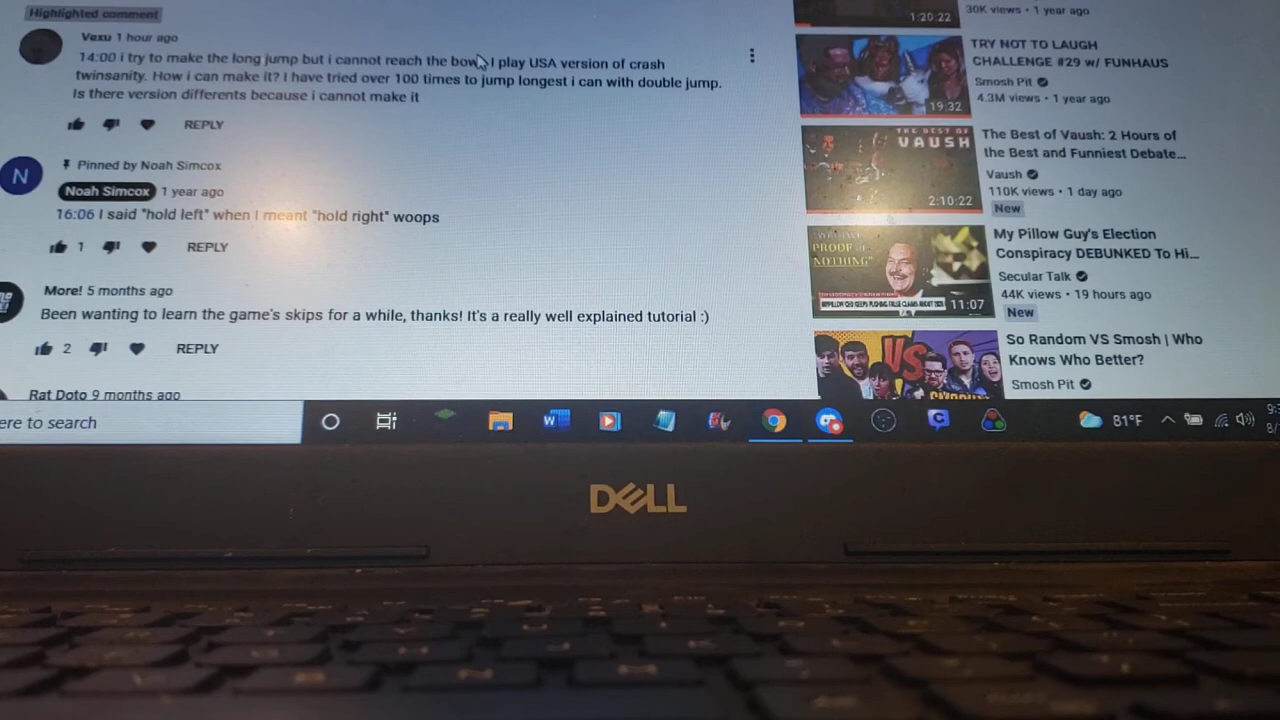 Highlighted comment
Vexu 1 hour ago
14:00 i try to make the long jump but i cannot reach the bow I play USA version of crash
twinsanity. How i can make it? I have tried over 100 times to jump longest i can with double jump.
Is there version differents because i cannot make it
REPLY
Pinned by Noah Simcox
N
Noah Simcox 1 year ago
16:06 I said "hold left" when I meant "hold right" woops
1 REPLY
More! 5 months ago
Been wanting to learn the game's skips for a while, thanks! It's a really well explained tutorial :)
2 REPLY
Rat Doto 9 months ago
1:20:22
30K views • 1 year ago
TRY NOT TO LAUGH
CHALLENGE #29 w/ FUNHAUS
Smosh Pit
4.3M views • 1 year ago
19:32
THE BEST OF
VAUSH
2:10:22
The Best of Vaush: 2 Hours of
the Best and Funniest Debate...
Vaush
110K views • 1 day ago
New
PROOF OF
NOTHING"
11:07
My Pillow Guy's Election
Conspiracy DEBUNKED To Hi...
Secular Talk
44K views • 19 hours ago
New
VS
So Random VS Smosh | Who
Knows Who Better?
Smosh Pit
ere to search
81°F
DELL